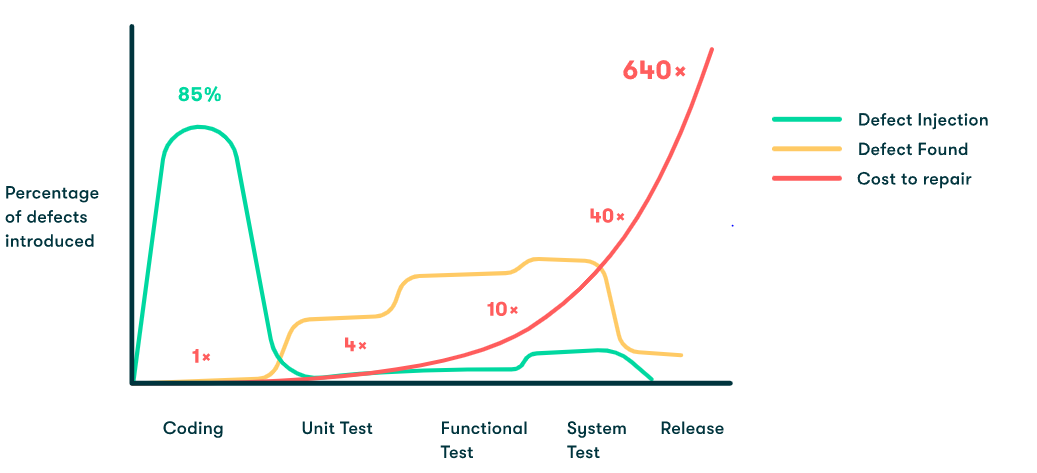 640×
85%
Defect Injection
Defect Found
Cost to repair
Percentage
of defects
introduced
40×
10×
4×
1×
Coding
Unit Test
Functional
Test
System
Test
Release